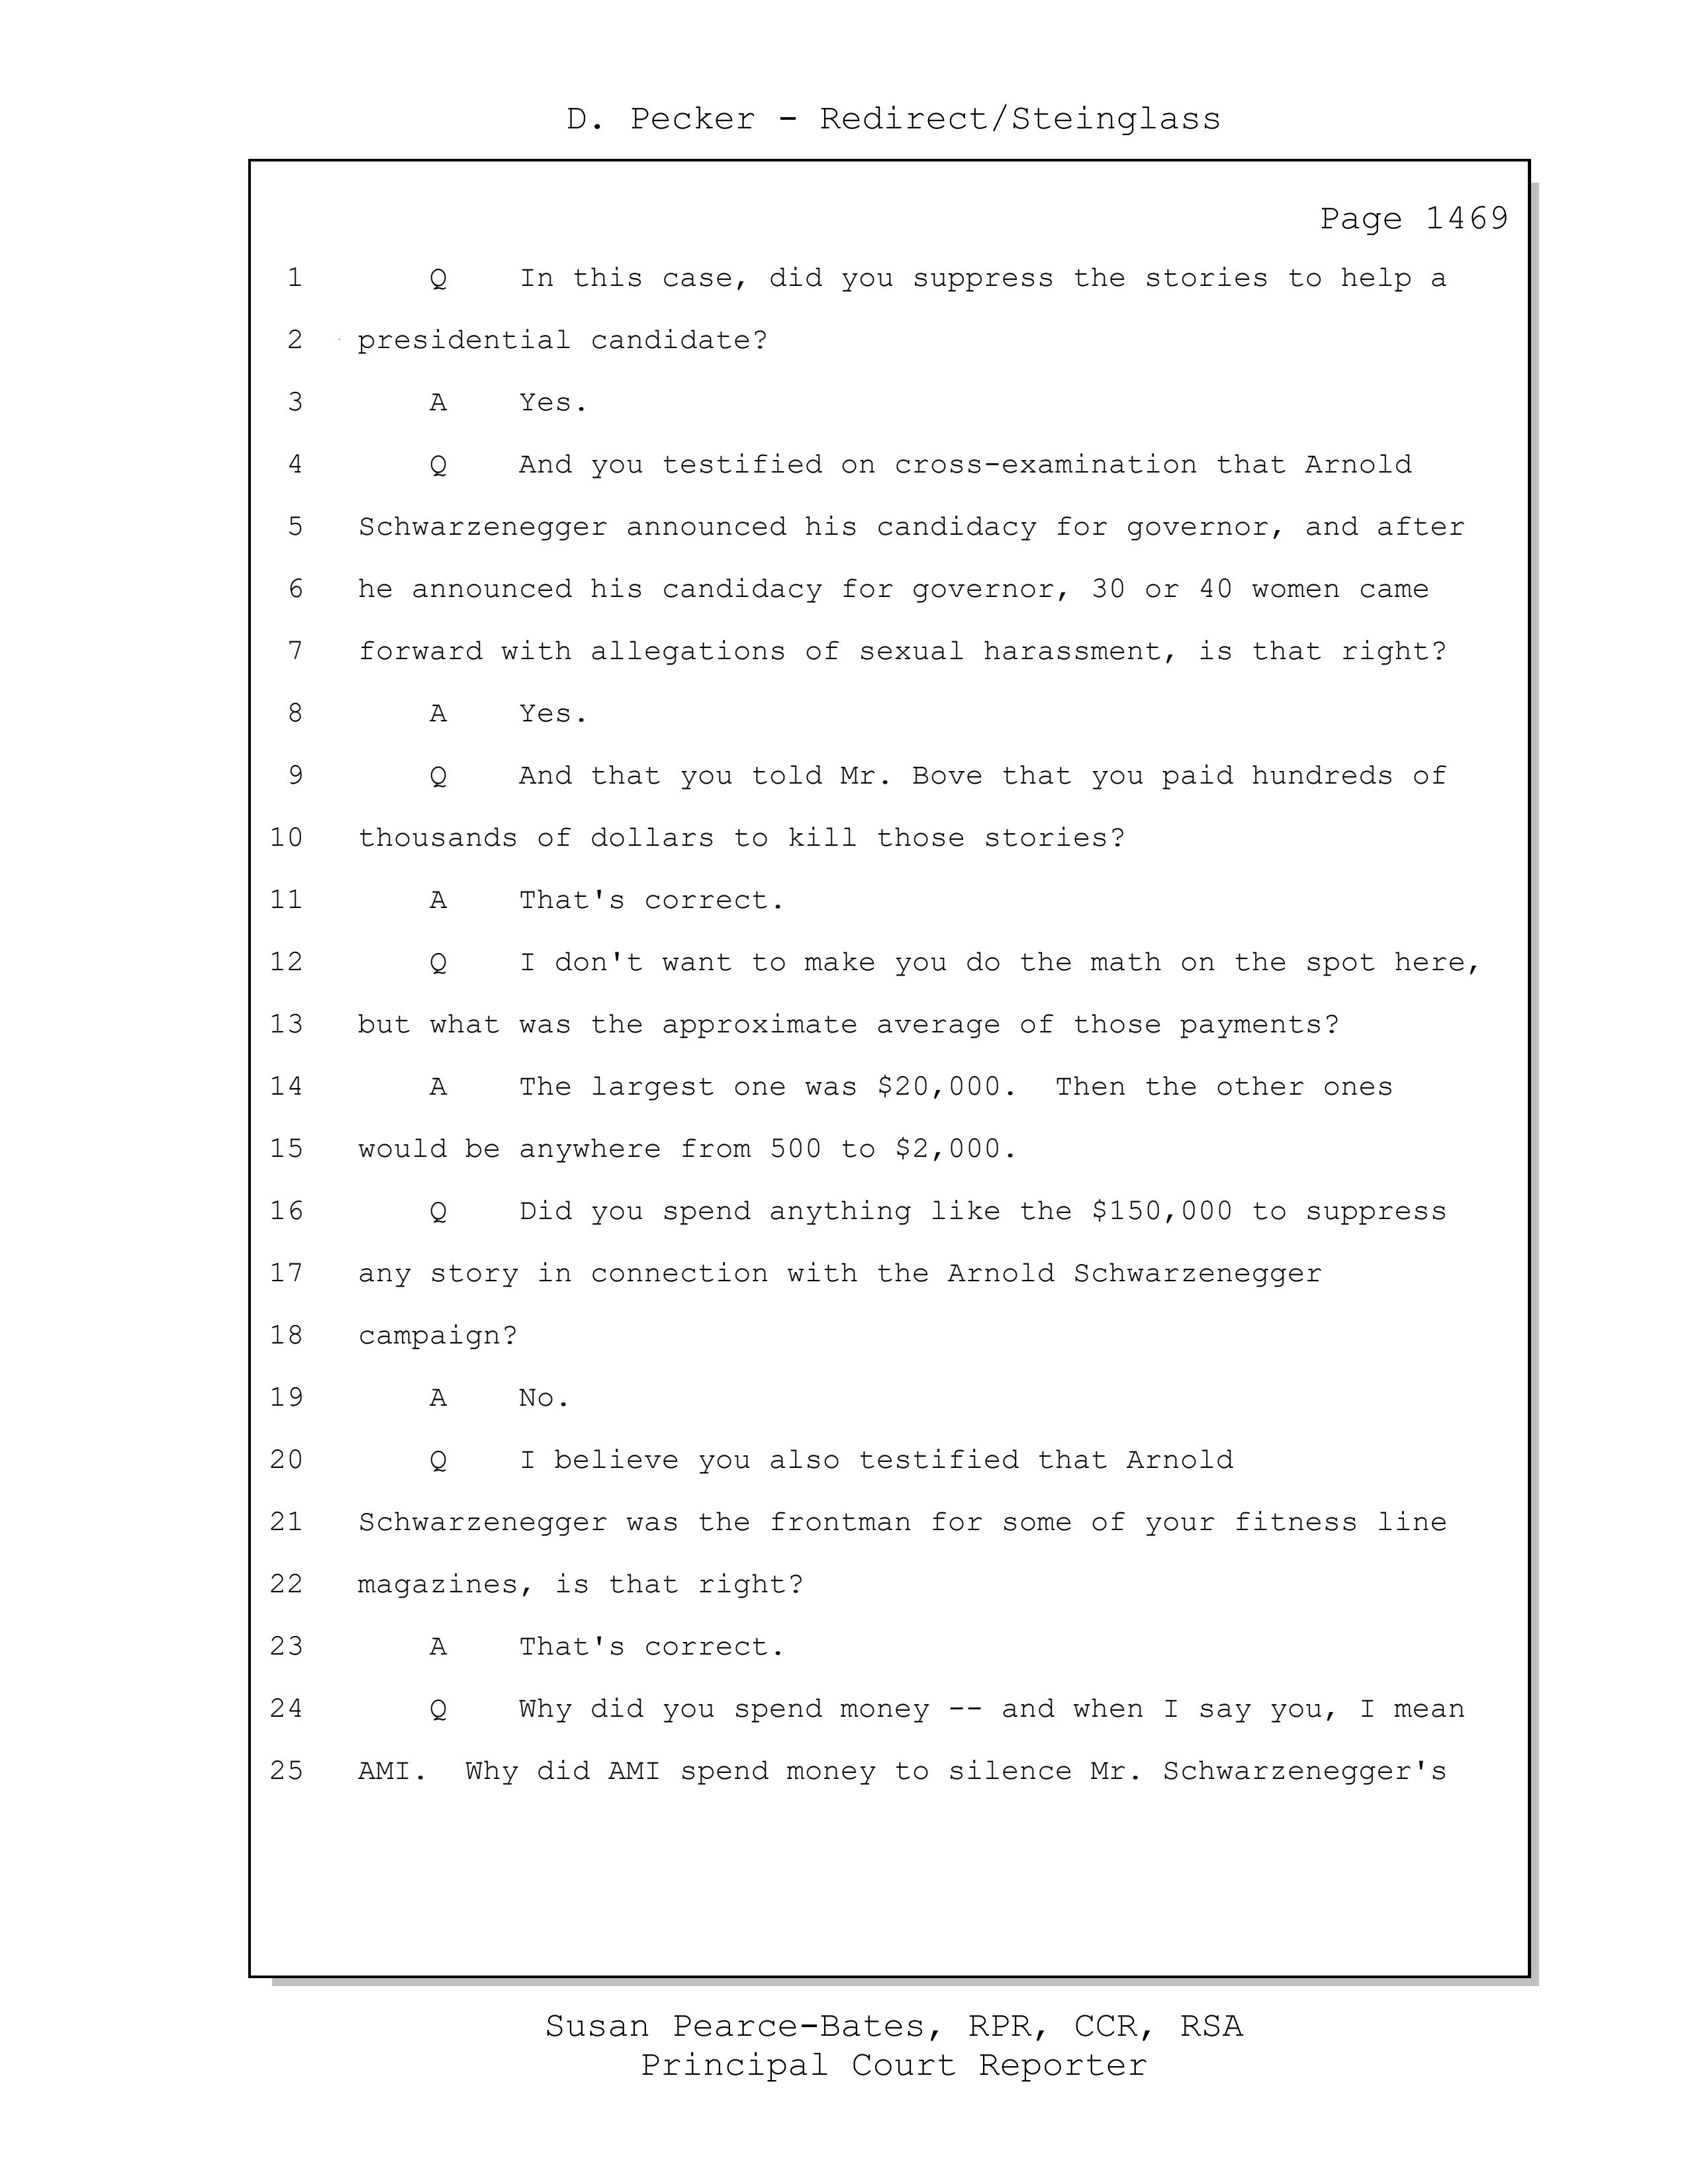 D. Pecker - Redirect/Steinglass
Page 1469
1 Q In this case, did you suppress the stories to help a
2 presidential candidate?
3 A Yes.
4 Q And you testified on cross-examination that Arnold
5 Schwarzenegger announced his candidacy for governor, and after
6 he announced his candidacy for governor, 30 or 40 women came
7 forward with allegations of sexual harassment, is that right?
8 A Yes.
9 Q And that you told Mr. Bove that you paid hundreds of
10 thousands of dollars to kill those stories?
11 A That's correct.
12 Q I don't want to make you do the math on the spot here,
13 but what was the approximate average of those payments?
14 A The largest one was $20,000. Then the other ones
15 would be anywhere from 500 to $2,000.
16 Q Did you spend anything like the $150,000 to suppress
17 any story in connection with the Arnold Schwarzenegger
18 campaign?
19 A No.
20 Q I believe you also testified that Arnold
21 Schwarzenegger was the frontman for some of your fitness line
22 magazines, is that right?
23 A That's correct.
24 Q Why did you spend money -- and when I say you, I mean
25 AMI. Why did AMI spend money to silence Mr. Schwarzenegger's
Susan Pearce-Bates, RPR, CCR, RSA
Principal Court Reporter